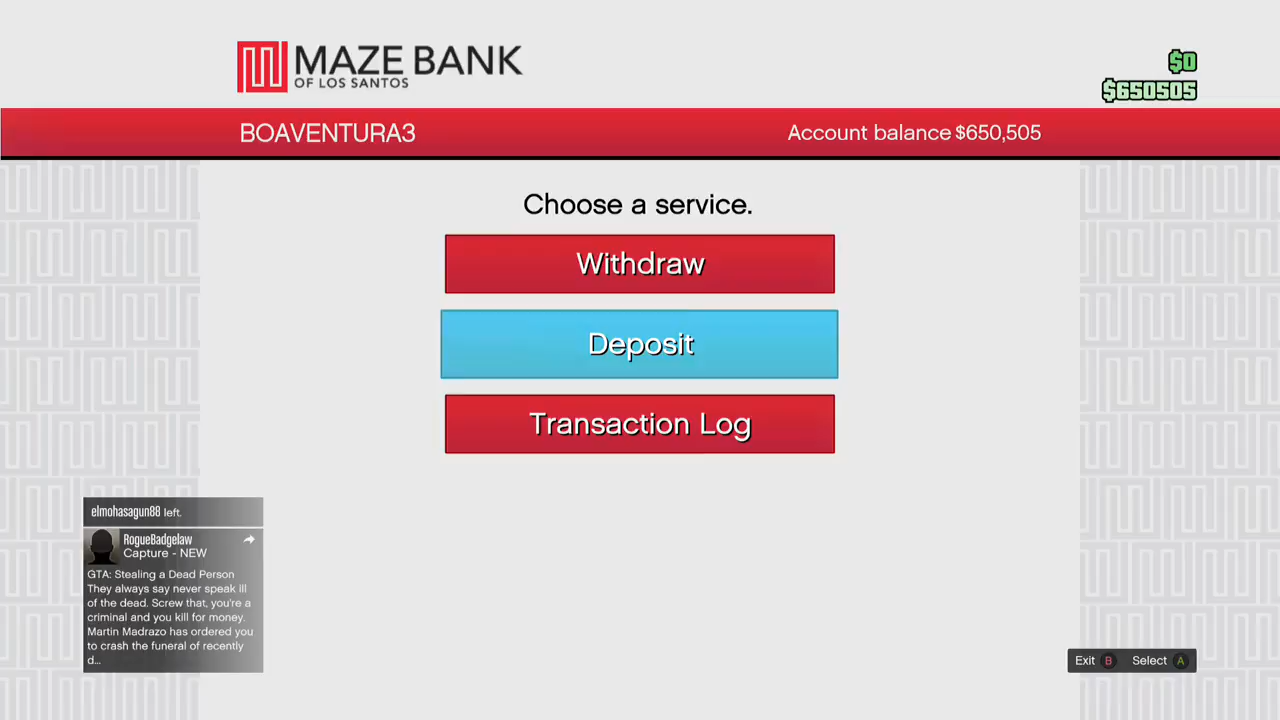 MAZE BANK
OF LOS SANTOS
$0
$650505
BOAVENTURA3
Account balance $650,505
Choose a service.
Withdraw
Deposit
Transaction Log
elmohasagun88 left.
RogueBadgelaw
Capture - NEW
GTA: Stealing a Dead Person
They always say never speak ill
of the dead. Screw that, you're a
criminal and you kill for money.
Martin Madrazo has ordered you
to crash the funeral of recently
d...
Exit B Select A